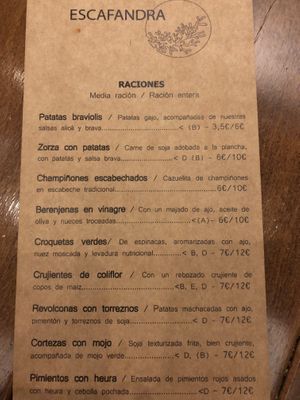 ESCAFANDRA
RACIONES
Media ración / Ración entera
Patatas braviolis / Patatas gajo, acompañadas de nuestras
salsas alioli y brava..................< (B) - 3,5€/6€
Zorza con patatas / Carne de soja adobada a la plancha,
con patatas y salsa brava..................< D (B) - 6€/10€
Champiñones escabechados / Cazuelita de champiñones
en escabeche tradicional..................6€/10€
Berenjenas en vinagre / Con un majado de ajo, aceite
de oliva y nueces troceadas..................<(A)- 6€/10€
Croquetas verdes/ De espinacas, aromatizadas con ajo,
nuez moscada y levadura nutricional..................< B, D - 7€/12€
Crujientes de coliflor / Con un rebozado crujiente de
copos de maíz..................<B, E, D - 7€/12€
Revolconas con torreznos / Patatas machacadas con ajo,
pimentón y torreznos de soja..................< D - 7€/12€
Cortezas con mojo / Soja texturizada frita, bien crujiente,
acompañada de mojo verde..................< D, (B) - 7€/12€
Pimientos con heura / Ensalada de pimientos rojos asados
con heura y cebolla pochada..................<D - 7€/12€